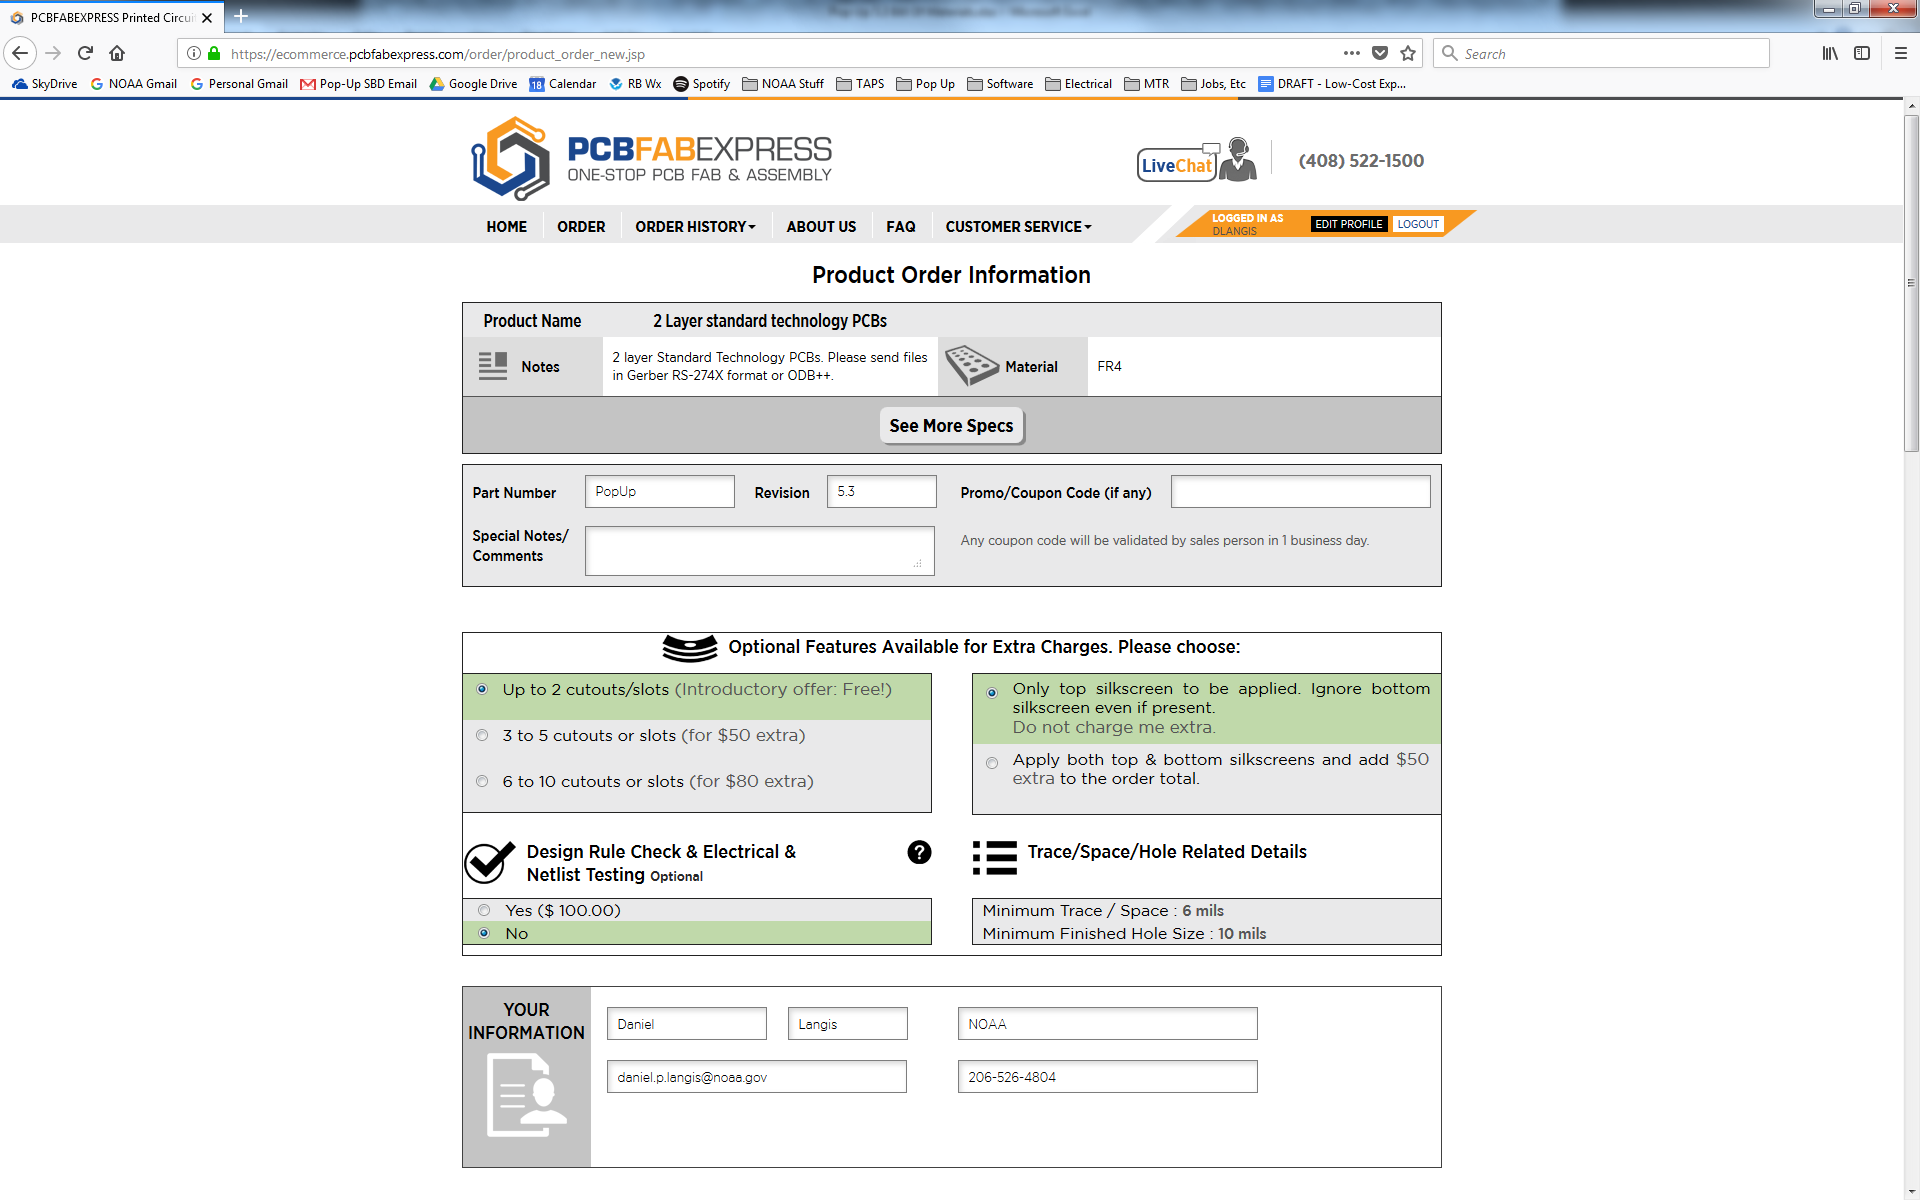 PCBFABEXPRESS Printed Circui
https://ecommerce.pcbfabexpress.com/order/product_order_new.jsp
Search
SkyDrive
NOAA Gmail
Personal Gmail
Pop-Up SBD Email
Google Drive
18
Calendar
RB Wx
Spotify
NOAA Stuff
TAPS
Pop Up
Software
Electrical
MTR
Jobs, Etc
DRAFT - Low-Cost Exp...
PCBFABEXPRESS
ONE-STOP PCB FAB & ASSEMBLY
LiveChat
(408) 522-1500
HOME
ORDER
ORDER HISTORY
ABOUT US
FAQ
CUSTOMER SERVICE
LOGGED IN AS
DLANGIS
EDIT PROFILE
LOGOUT
Product Order Information
Product Name
2 Layer standard technology PCBs
Notes
2 layer Standard Technology PCBs. Please send files
in Gerber RS-274X format or ODB++.
Material
FR4
See More Specs
Part Number
PopUp
Revision
5.3
Promo/Coupon Code (if any)
Special Notes/
Comments
Any coupon code will be validated by sales person in 1 business day.
Optional Features Available for Extra Charges. Please choose:
Up to 2 cutouts/slots (Introductory offer: Free!)
3 to 5 cutouts or slots (for $50 extra)
6 to 10 cutouts or slots (for $80 extra)
Only top silkscreen to be applied. Ignore bottom
silkscreen even if present.
Do not charge me extra.
Apply both top & bottom silkscreens and add $50
extra to the order total.
Design Rule Check & Electrical &
Netlist Testing Optional
?
Yes ($ 100.00)
No
Trace/Space/Hole Related Details
Minimum Trace / Space : 6 mils
Minimum Finished Hole Size : 10 mils
YOUR
INFORMATION
Daniel
Langis
NOAA
daniel.p.langis@noaa.gov
206-526-4804